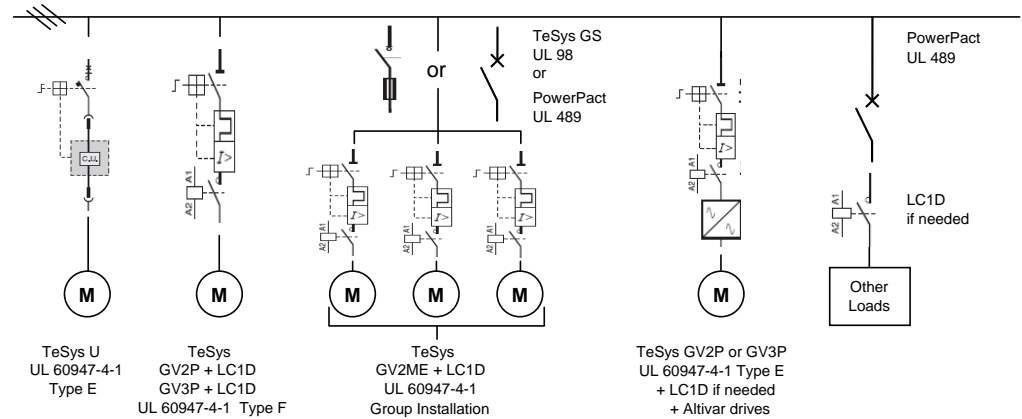 TeSys GS
UL 98
or
PowerPact
UL 489
or
PowerPact
UL 489
C.U.
I>
A1
A2
I>
I>
I>
A1
A2
A1
A2
A1
A2
I>
A1
A2
A1
A2
LC1D
if needed
M
M
M
M
M
M
Other
Loads
TeSys U
UL 60947-4-1
Type E
TeSys
GV2P + LC1D
GV3P + LC1D
UL 60947-4-1 Type F
TeSys
GV2ME + LC1D
UL 60947-4-1
Group Installation
TeSys GV2P or GV3P
UL 60947-4-1 Type E
+ LC1D if needed
+ Altivar drives